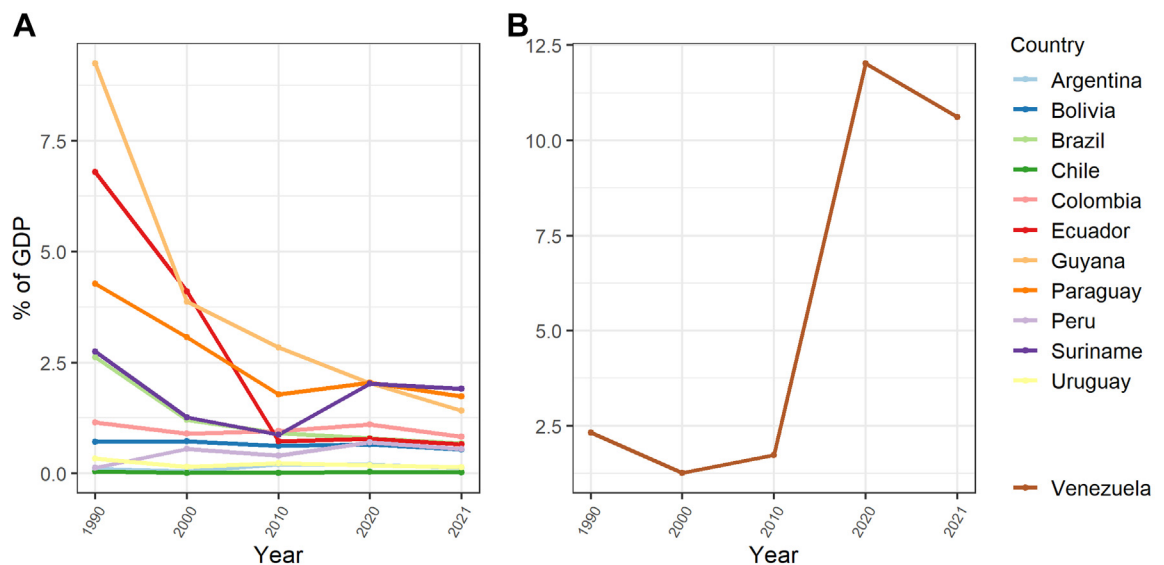 A
% of GDP
7.5
5.0
2.5
0.0
1990
2000
2010
2020
2021
Year
B
12.5
10.0
7.5
5.0
2.5
1990
2000
2010
2020
2021
Year
Country
Argentina
Bolivia
Brazil
Chile
Colombia
Ecuador
Guyana
Paraguay
Peru
Suriname
Uruguay
Venezuela